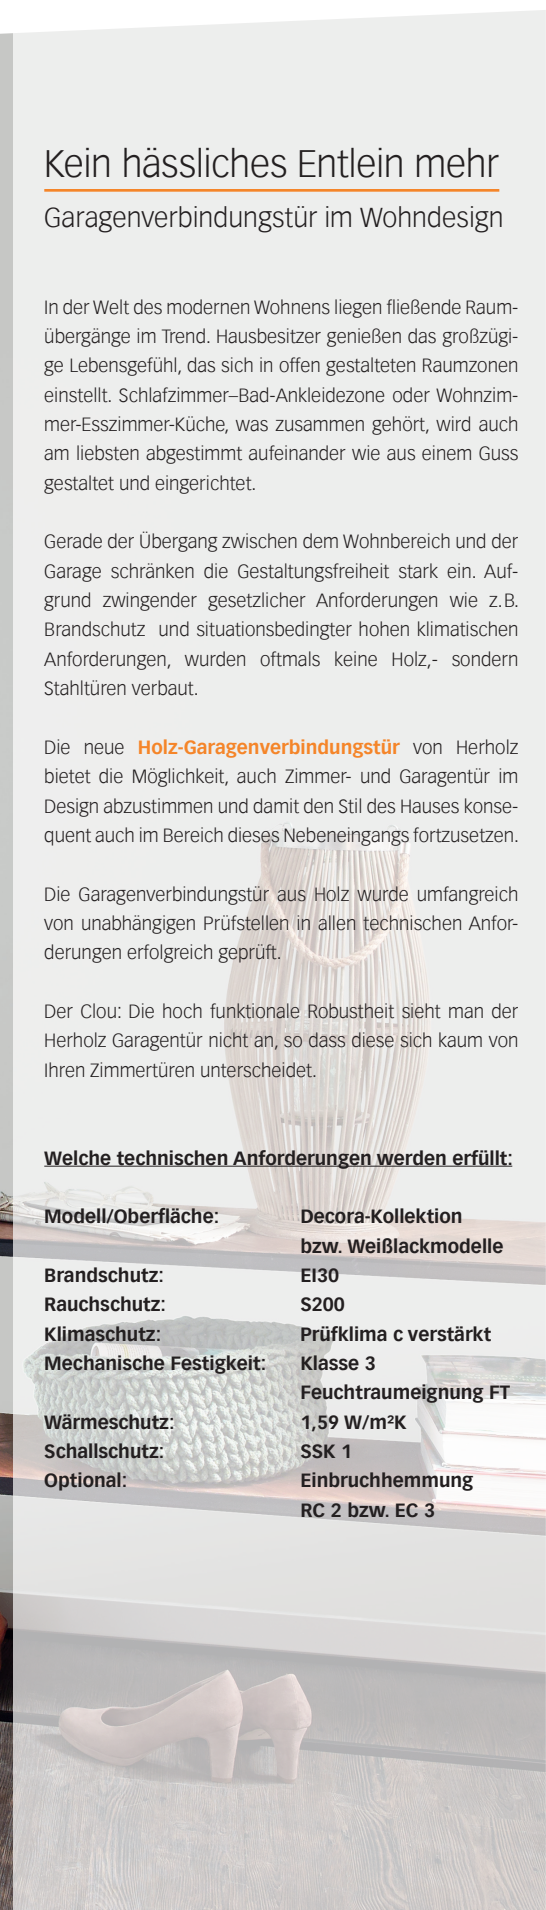 Kein hässliches Entlein mehr
Garagenverbindungstür im Wohndesign
In der Welt des modernen Wohnens liegen fließende Raum-
übergänge im Trend. Hausbesitzer genießen das großzügi-
ge Lebensgefühl, das sich in offen gestalteten Raumzonen
einstellt. Schlafzimmer–Bad-Ankleidezone oder Wohnzim-
mer-Esszimmer-Küche, was zusammen gehört, wird auch
am liebsten abgestimmt aufeinander wie aus einem Guss
gestaltet und eingerichtet.
Gerade der Übergang zwischen dem Wohnbereich und der
Garage schränken die Gestaltungsfreiheit stark ein. Auf-
grund zwingender gesetzlicher Anforderungen wie z.B.
Brandschutz und situationsbedingter hohen klimatischen
Anforderungen, wurden oftmals keine Holz,- sondern
Stahltüren verbaut.
Die neue Holz-Garagenverbindungstür von Herholz
bietet die Möglichkeit, auch Zimmer- und Garagentür im
Design abzustimmen und damit den Stil des Hauses konse-
quent auch im Bereich dieses Nebeneingangs fortzusetzen.
Die Garagenverbindungstür aus Holz wurde umfangreich
von unabhängigen Prüfstellen in allen technischen Anfor-
derungen erfolgreich geprüft.
Der Clou: Die hoch funktionale Robustheit sieht man der
Herholz Garagentür nicht an, so dass diese sich kaum von
Ihren Zimmertüren unterscheidet.
Welche technischen Anforderungen werden erfüllt:
Modell/Oberfläche: Decora-Kollektion
bzw. Weißlackmodelle
Brandschutz: EI30
Rauchschutz: S200
Klimaschutz: Prüfklima c verstärkt
Mechanische Festigkeit: Klasse 3
Feuchtraumeignung FT
Wärmeschutz: 1,59 W/m²K
Schallschutz: SSK 1
Optional: Einbruchhemmung
RC 2 bzw. EC 3